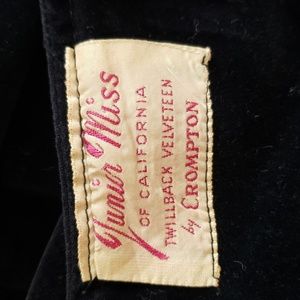 Junior Miss
OF CALIFORNIA
TWILLBACK VELVETEEN
by CROMPTON